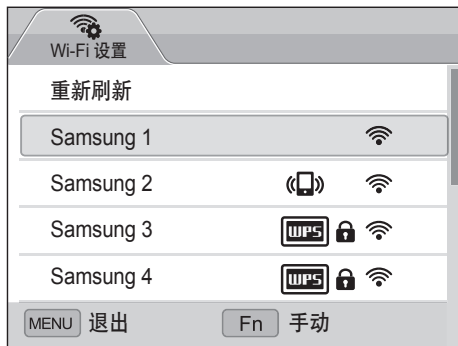 Wi-Fi 设置
重新刷新
Samsung 1
Samsung 2
Samsung 3 WPS
Samsung 4 WPS
MENU 退出 Fn 手动